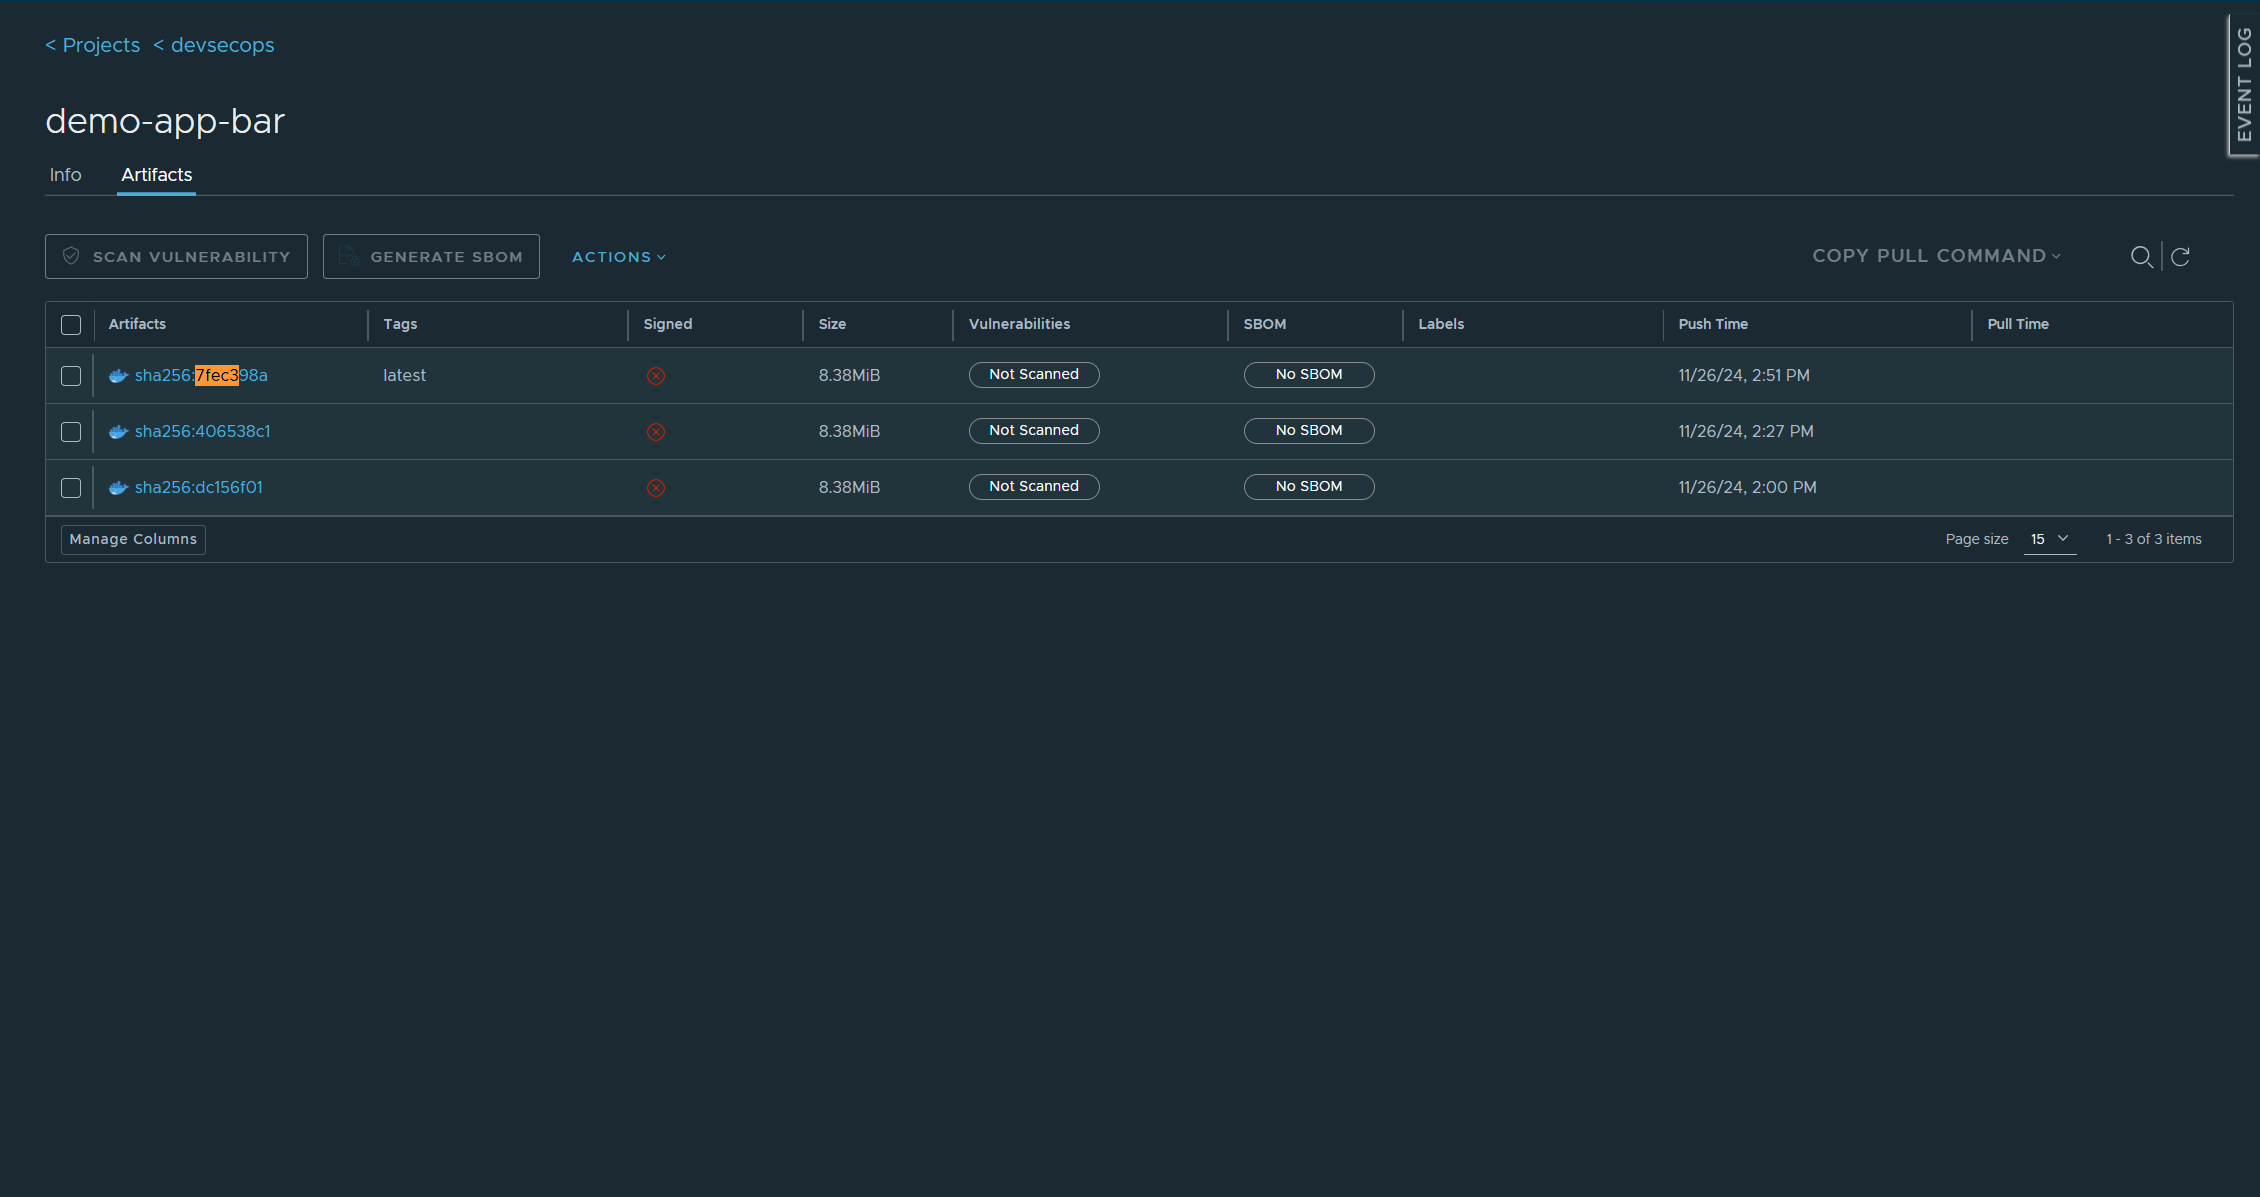 < Projects < devsecops
EVENT LOG
demo-app-bar
Info Artifacts
SCAN VULNERABILITY GENERATE SBOM ACTIONS COPY PULL COMMAND
Artifacts Tags Signed Size Vulnerabilities SBOM Labels Push Time Pull Time
sha256:7fec398a latest 8.38MiB Not Scanned No SBOM 11/26/24, 2:51 PM
sha256:406538c1 8.38MiB Not Scanned No SBOM 11/26/24, 2:27 PM
sha256:dc156f01 8.38MiB Not Scanned No SBOM 11/26/24, 2:00 PM
Manage Columns Page size 15 1 - 3 of 3 items